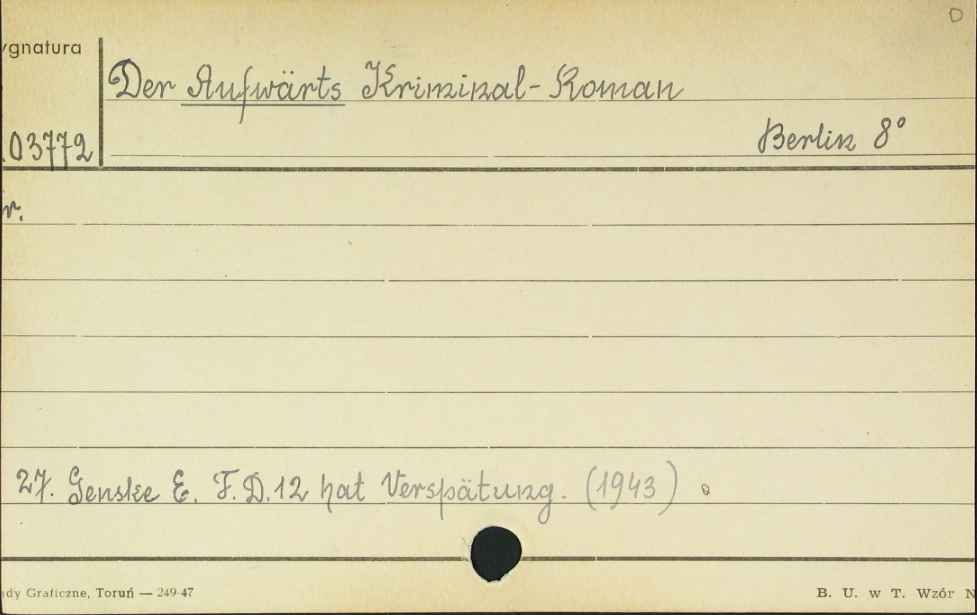 D
ygnatura
Der Aufwärts Kriminal-Roman
Berlin 8°
.03772
r.
27. Genske E. F.D.12 hat Verspätung. (1943)
dy Graficzne, Toruń — 249-47
B. U. w T. Wzór N